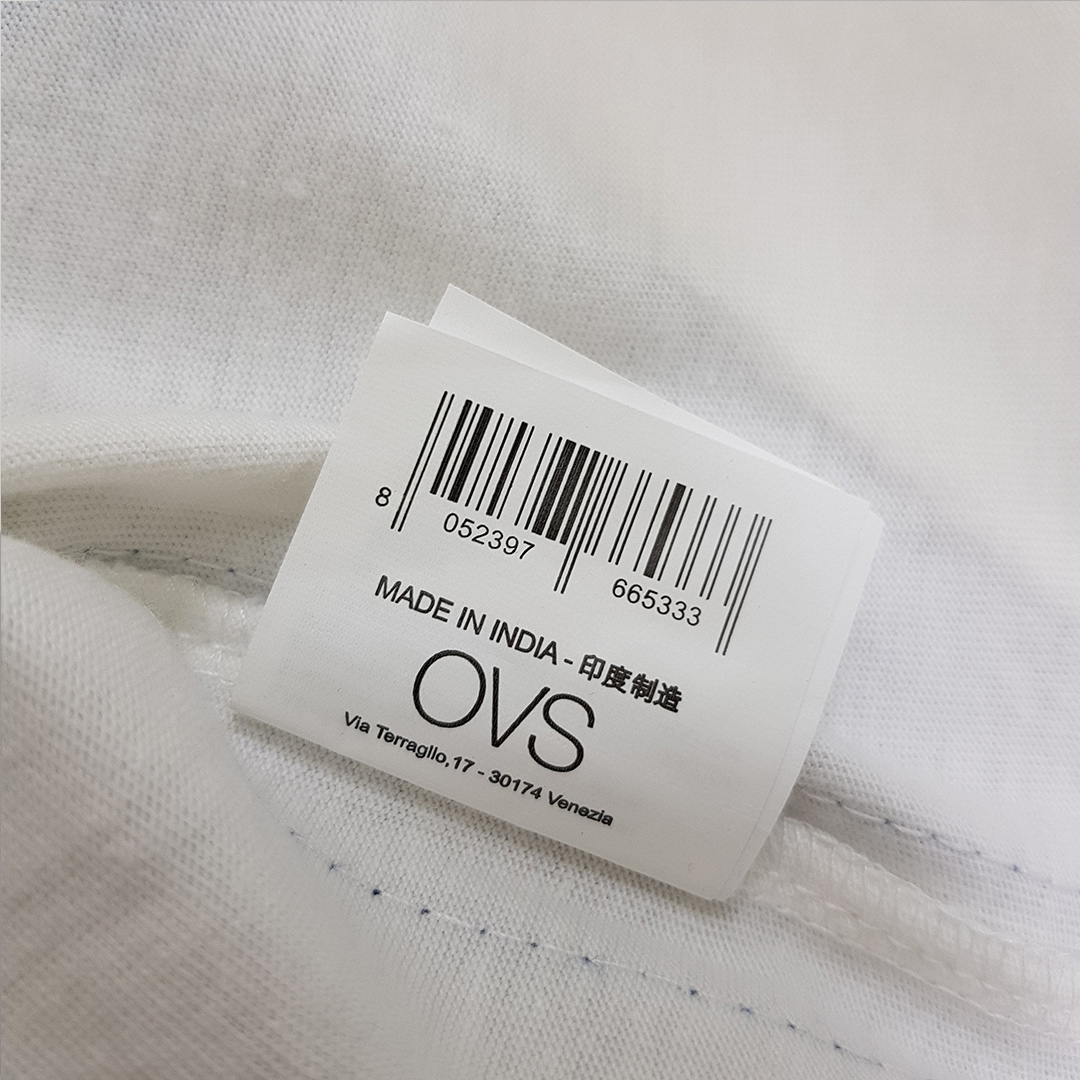 8 052397 665333
MADE IN INDIA - 印度制造
OVS
Via Terraglio,17 - 30174 Venezia